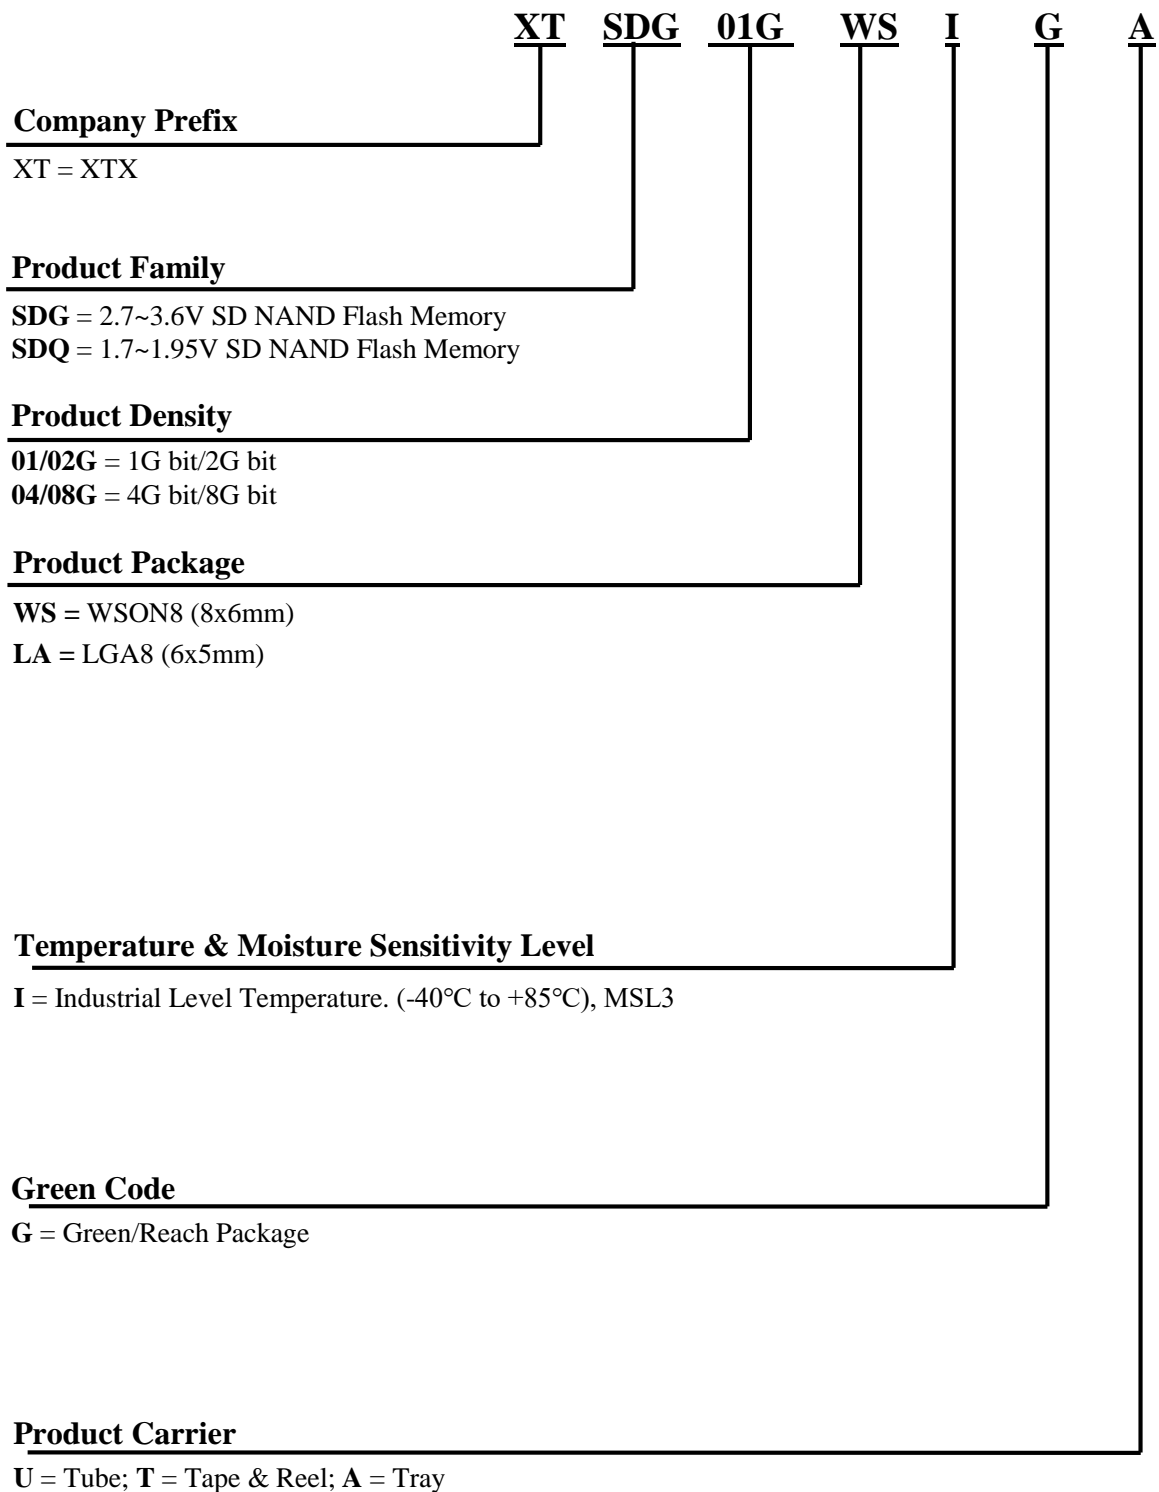 XT SDG 01G WS I G A
Company Prefix
XT = XTX
Product Family
SDG = 2.7~3.6V SD NAND Flash Memory
SDQ = 1.7~1.95V SD NAND Flash Memory
Product Density
01/02G = 1G bit/2G bit
04/08G = 4G bit/8G bit
Product Package
WS = WSON8 (8x6mm)
LA = LGA8 (6x5mm)
Temperature & Moisture Sensitivity Level
I = Industrial Level Temperature. (-40℃ to +85℃), MSL3
Green Code
G = Green/Reach Package
Product Carrier
U = Tube; T = Tape & Reel; A = Tray